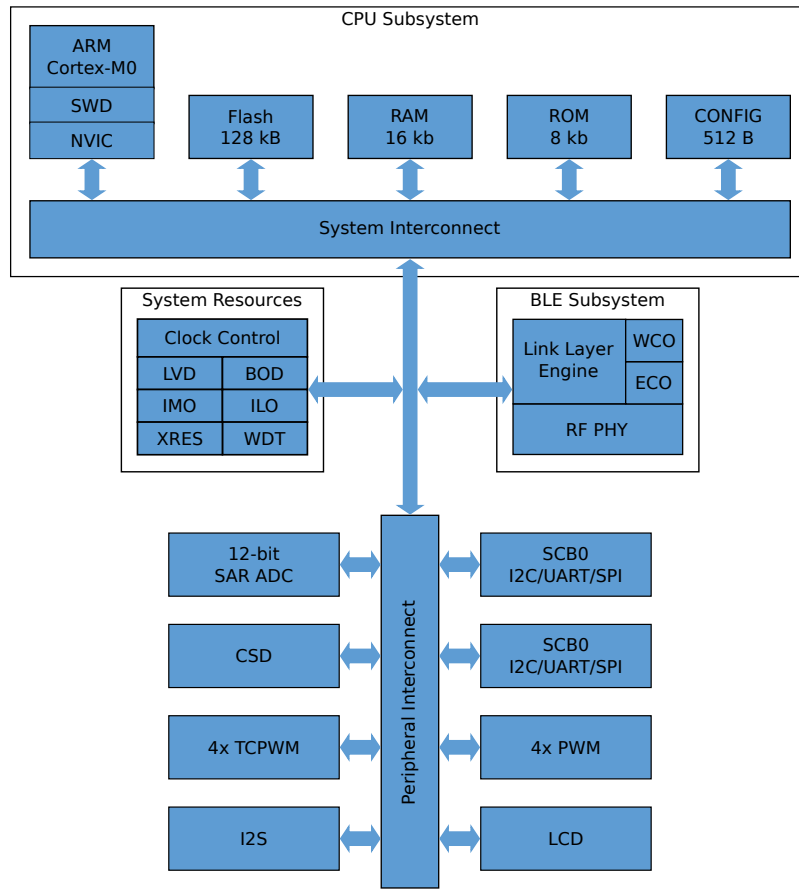 CPU Subsystem
ARM
Cortex-M0
SWD
NVIC
Flash
128 kB
RAM
16 kb
ROM
8 kb
CONFIG
512 B
System Interconnect
System Resources
Clock Control
LVD
BOD
IMO
ILO
XRES
WDT
BLE Subsystem
Link Layer
Engine
WCO
ECO
RF PHY
Peripheral Interconnect
12-bit
SAR ADC
SCB0
I2C/UART/SPI
CSD
SCB0
I2C/UART/SPI
4x TCPWM
4x PWM
I2S
LCD